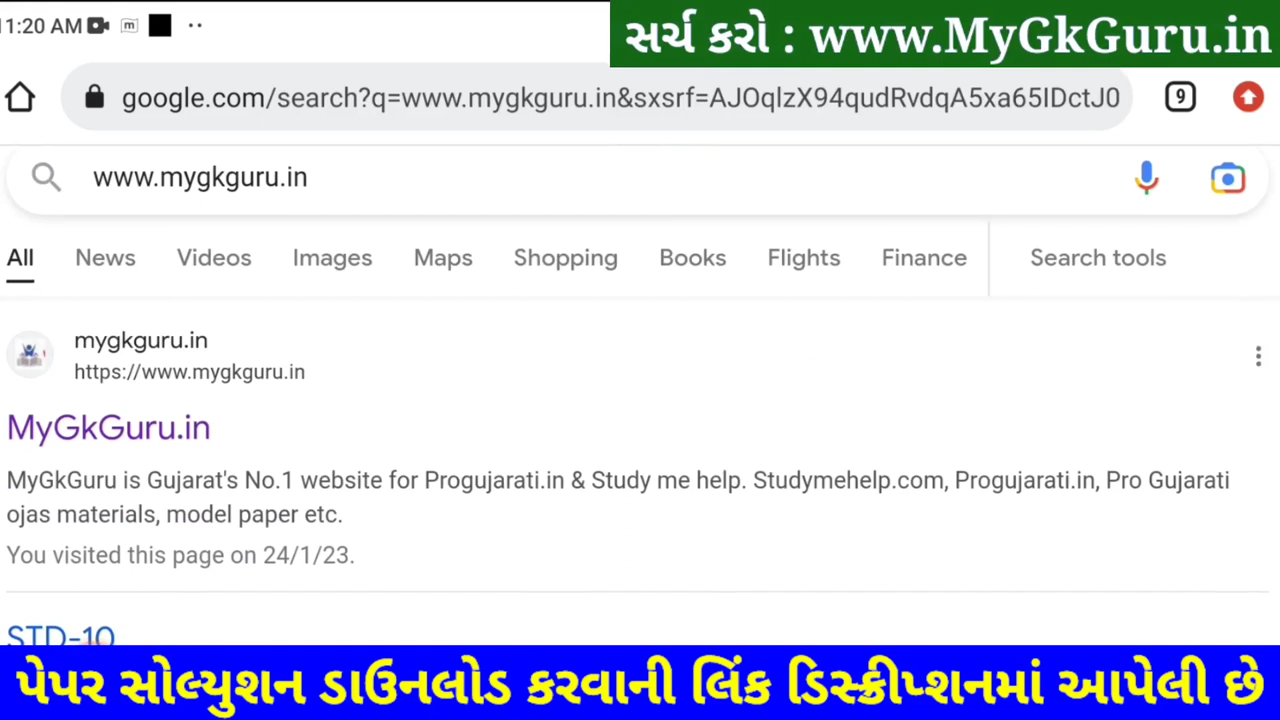 11:20 AM
સર્ચ કરો : www.MyGkGuru.in
google.com/search?q=www.mygkguru.in&sxsrf=AJOqlzX94qudRvdqA5xa65IDctJ0
9
www.mygkguru.in
All News Videos Images Maps Shopping Books Flights Finance Search tools
mygkguru.in
https://www.mygkguru.in
MyGkGuru.in
MyGkGuru is Gujarat's No.1 website for Progujarati.in & Study me help. Studymehelp.com, Progujarati.in, Pro Gujarati
ojas materials, model paper etc.
You visited this page on 24/1/23.
STD-10
પેપર સોલ્યુશન ડાઉનલોડ કરવાની લિંક ડિસ્ક્રીપ્શનમાં આપેલી છે